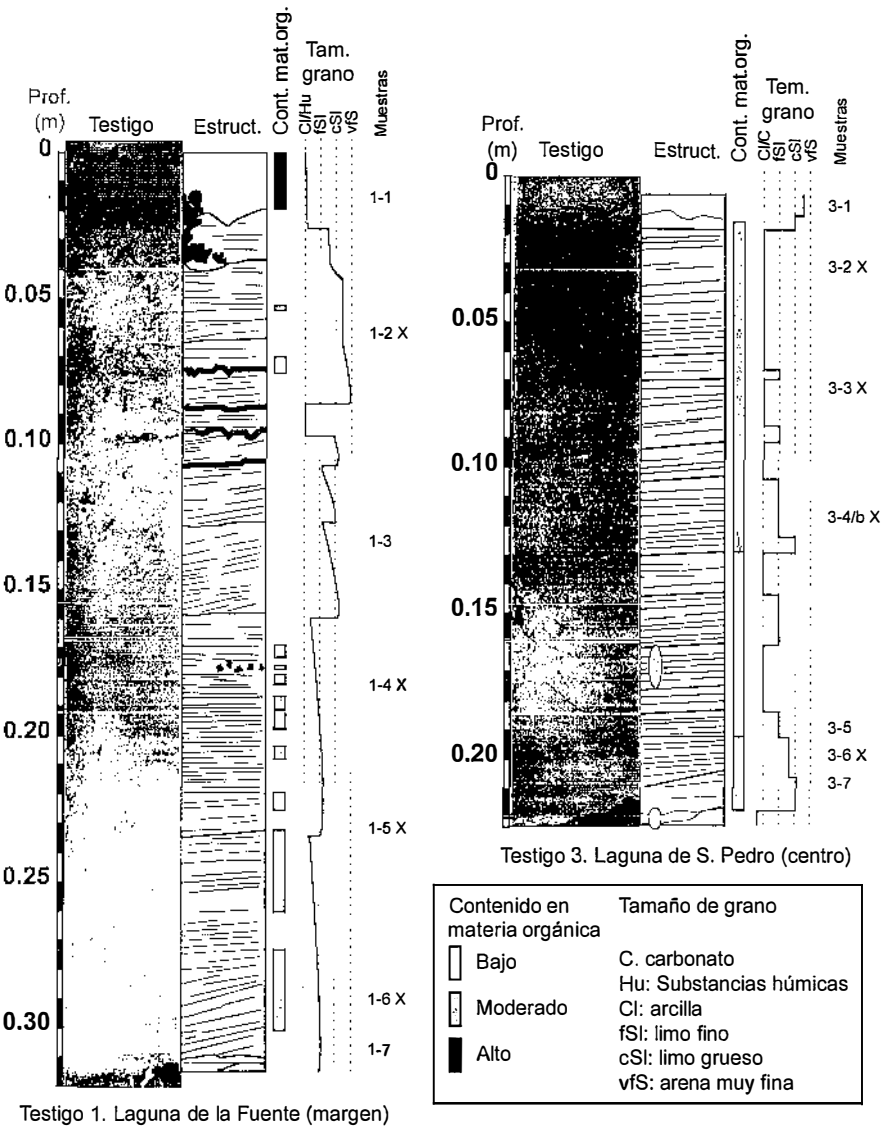 Prof.
(m)
Testigo
Estruct.
Cont. mat.org.
Tam.
grano
Cl/Hu
fSl
cSl
vfS
Muestras
0
0.05
0.10
0.15
0.20
0.25
0.30
1-1
1-2 X
1-3
1-4 X
1-5 X
1-6 X
1-7
Testigo 1. Laguna de la Fuente (margen)
Prof.
(m)
Testigo
Estruct.
Cont. mat.org.
Tem.
grano
Cl/C
fSl
cSl
vfS
Muestras
0
0.05
0.10
0.15
0.20
3-1
3-2 X
3-3 X
3-4/b X
3-5
3-6 X
3-7
Testigo 3. Laguna de S. Pedro (centro)
Contenido en
materia orgánica
Bajo
Moderado
Alto
Tamaño de grano
C. carbonato
Hu: Substancias húmicas
Cl: arcilla
fSl: limo fino
cSl: limo grueso
vfS: arena muy fina